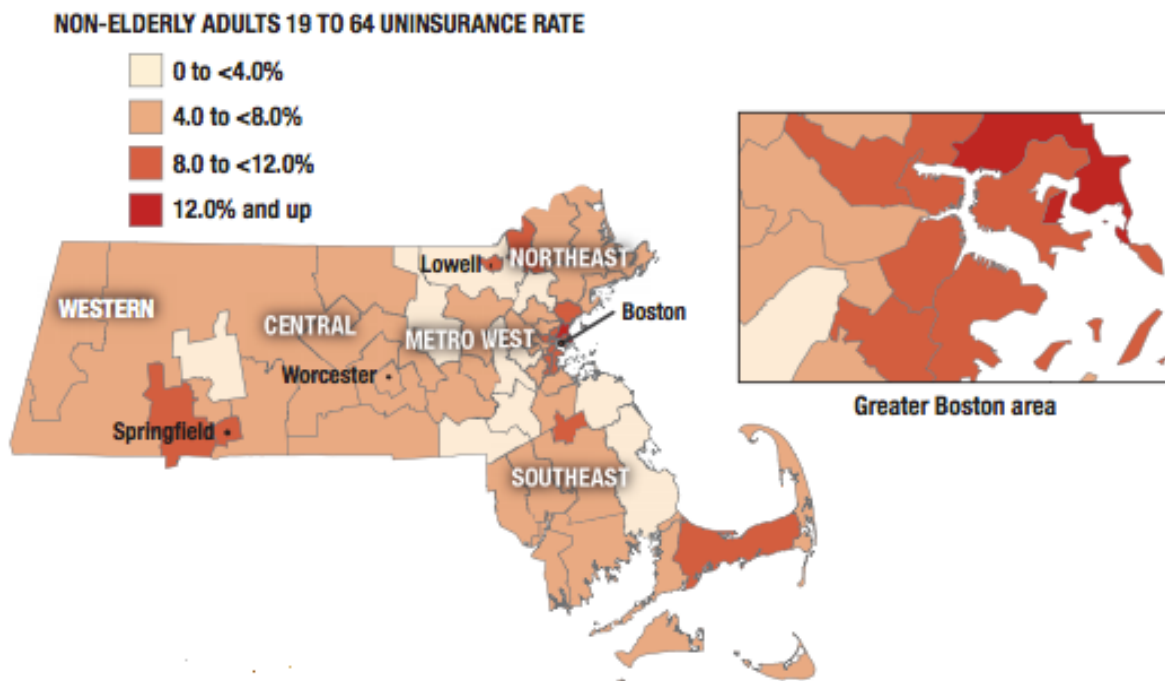 NON-ELDERLY ADULTS 19 TO 64 UNINSURANCE RATE
0 to <4.0%
4.0 to <8.0%
8.0 to <12.0%
12.0% and up
Lowell
NORTHEAST
WESTERN
CENTRAL
METRO WEST
Boston
Worcester
Springfield
SOUTHEAST
Greater Boston area